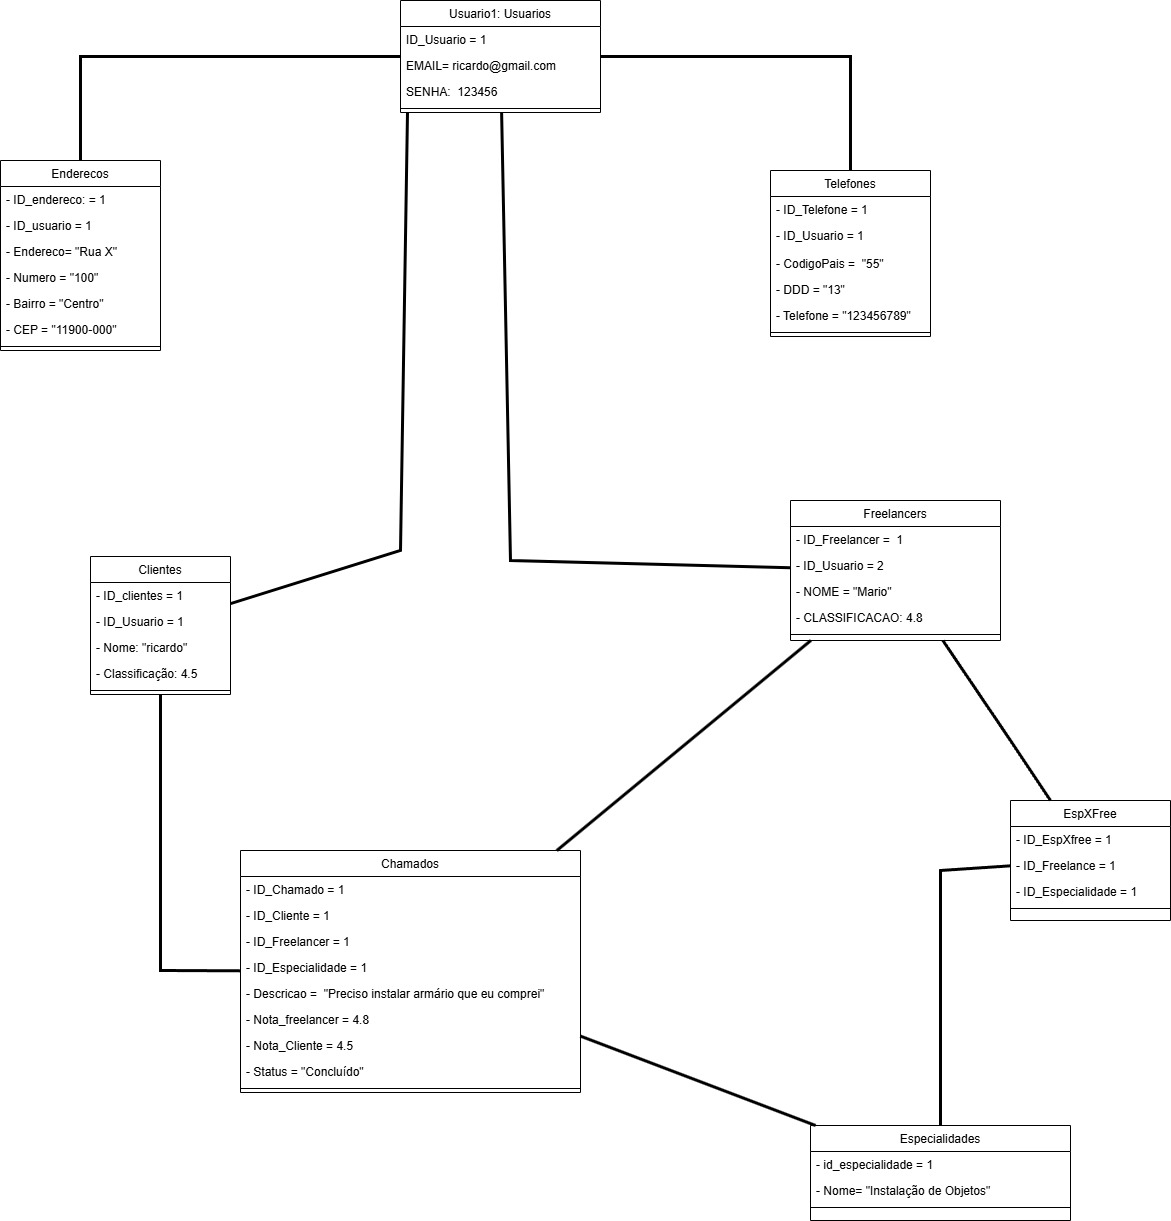 Usuario1: Usuarios
ID_Usuario = 1
EMAIL= ricardo@gmail.com
SENHA:  123456
Enderecos
- ID_endereco: = 1
- ID_usuario = 1
- Endereco= "Rua X"
- Numero = "100"
- Bairro = "Centro"
- CEP = "11900-000"
Telefones
- ID_Telefone = 1
- ID_Usuario = 1
- CodigoPais =  "55"
- DDD = "13"
- Telefone = "123456789"
Clientes
- ID_clientes = 1
- ID_Usuario = 1
- Nome: "ricardo"
- Classificação: 4.5
Freelancers
- ID_Freelancer =  1
- ID_Usuario = 2
- NOME = "Mario"
- CLASSIFICACAO: 4.8
EspXFree
- ID_EspXfree = 1
- ID_Freelance = 1
- ID_Especialidade = 1
Chamados
- ID_Chamado = 1
- ID_Cliente = 1
- ID_Freelancer = 1
- ID_Especialidade = 1
- Descricao =  "Preciso instalar armário que eu comprei"
- Nota_freelancer = 4.8
- Nota_Cliente = 4.5
- Status = "Concluído"
Especialidades
- id_especialidade = 1
- Nome= "Instalação de Objetos"